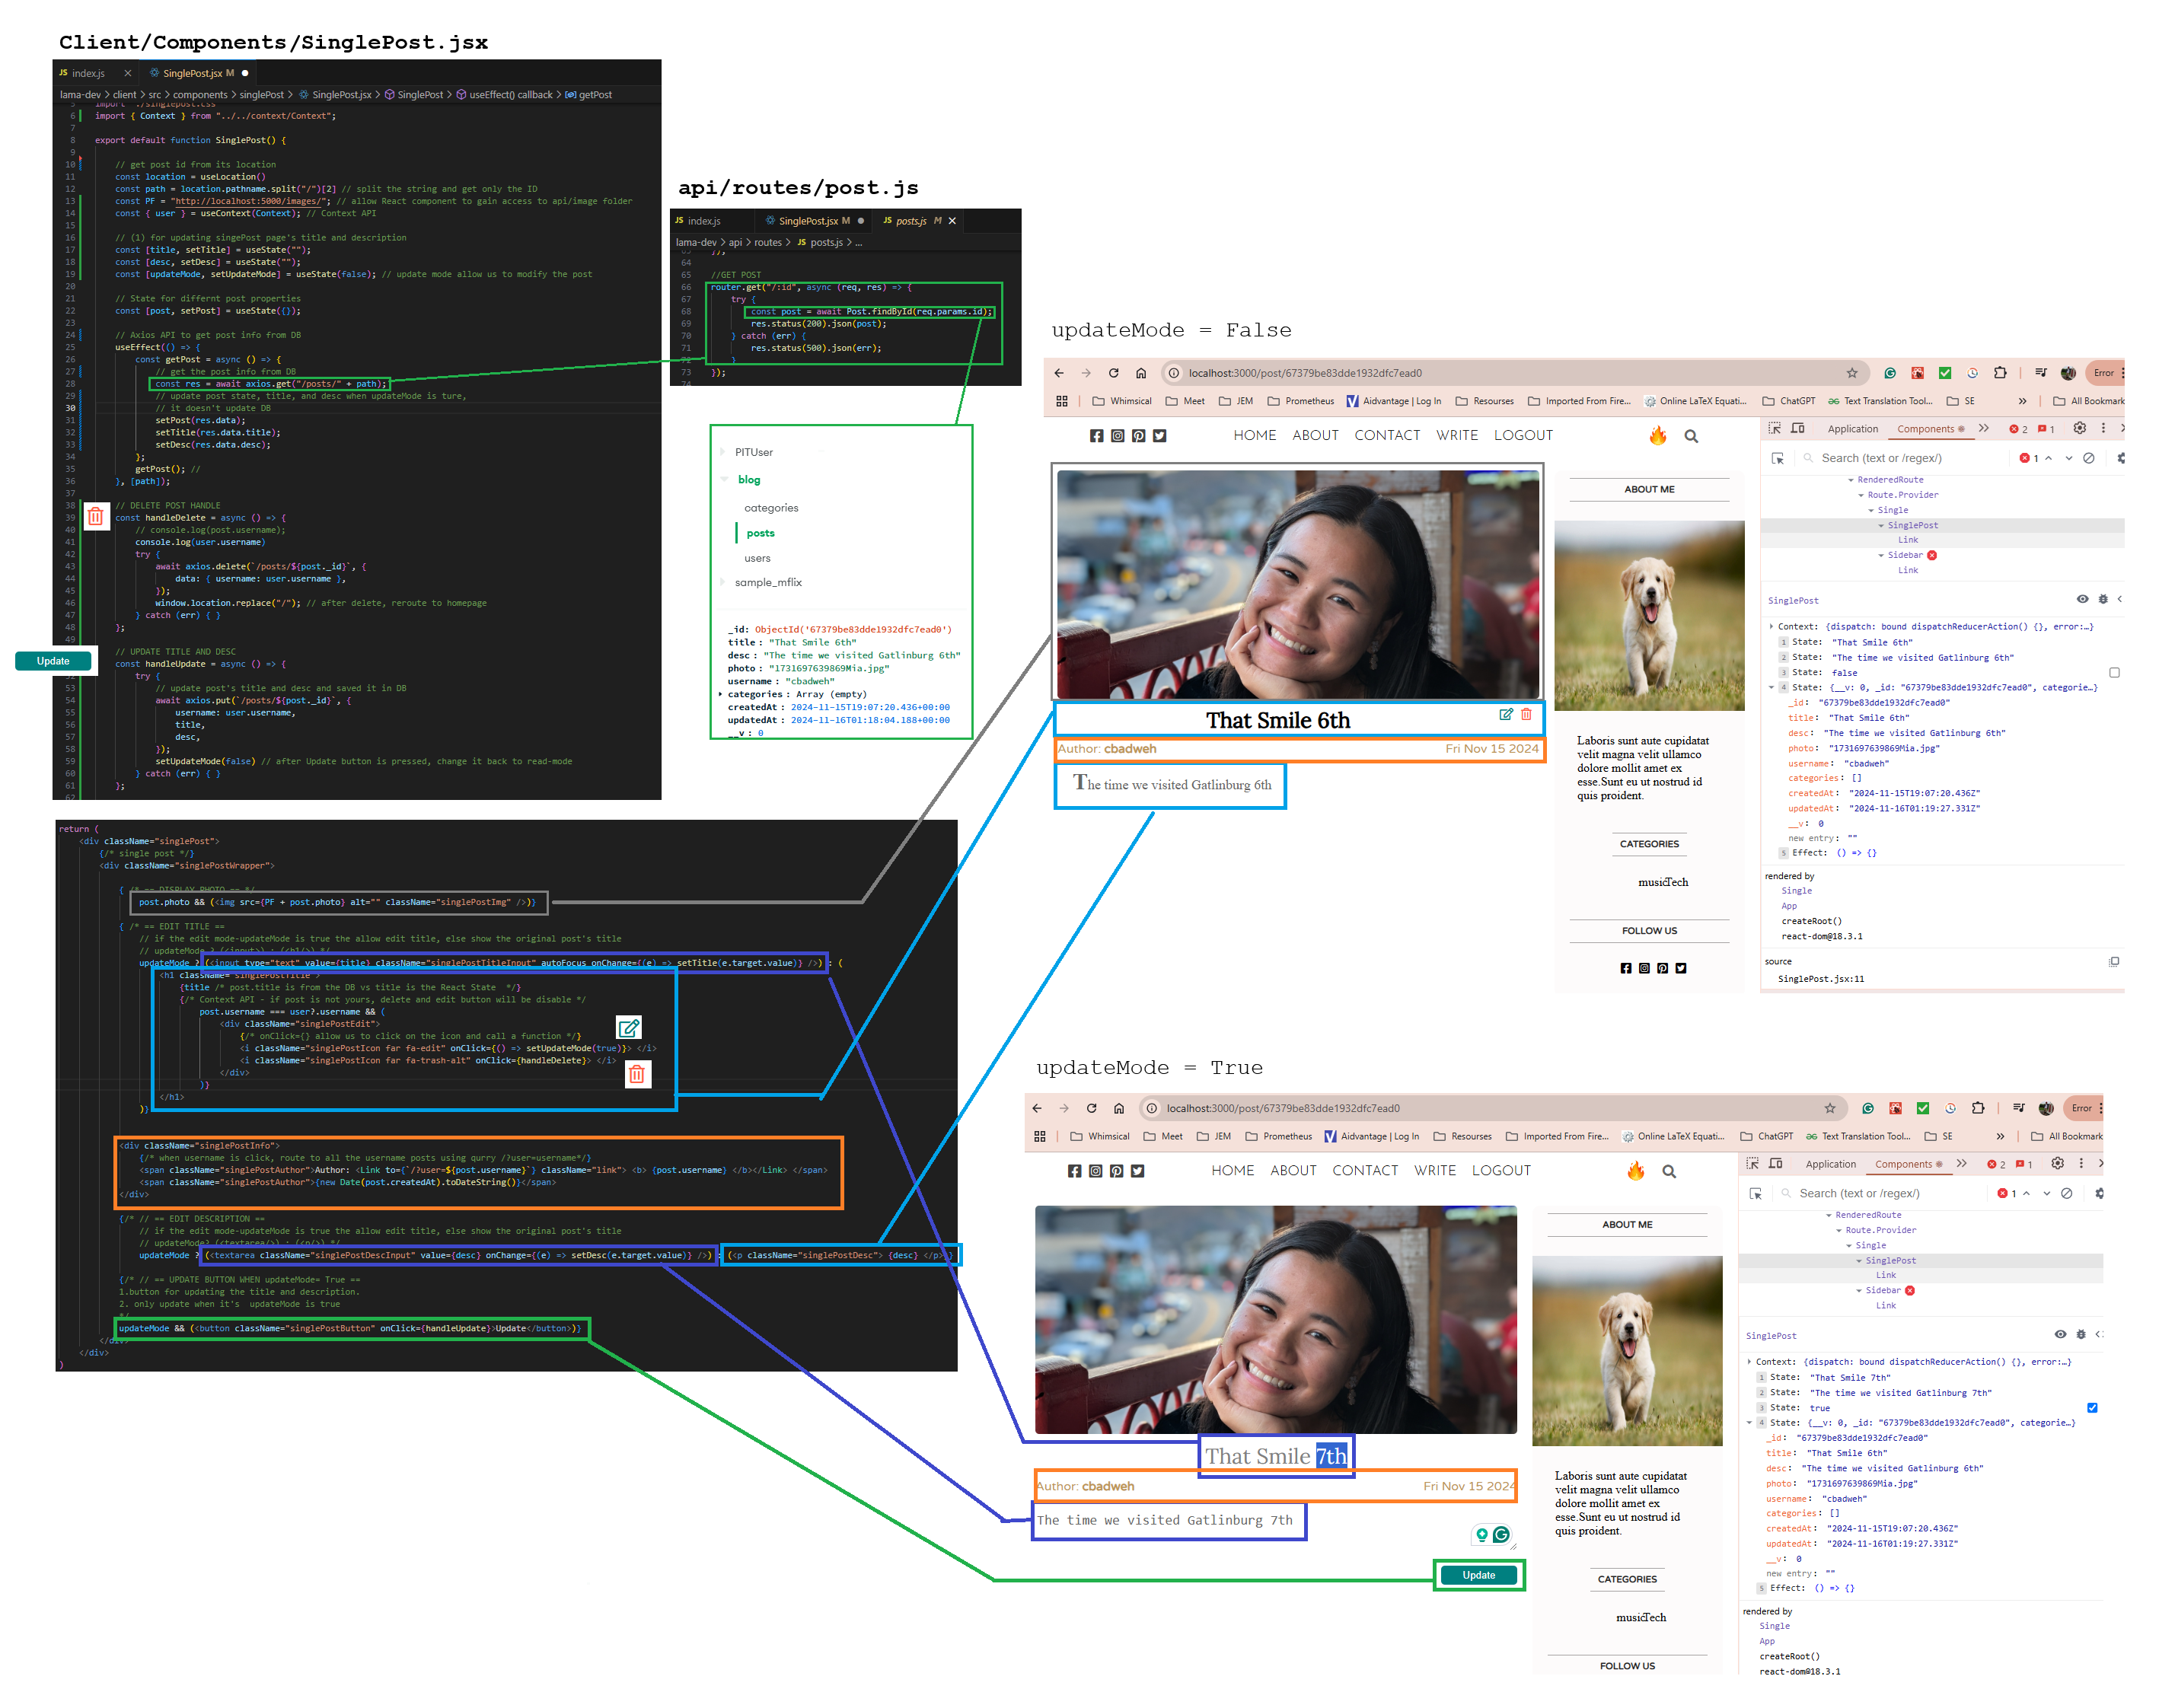 Client/Components/SinglePost.jsx
JS index.js × SinglePost.jsx M ●
lama-dev > client > src > components > singlePost > SinglePost.jsx > SinglePost > useEffect() callback > getPost
5 import "./singlepost.css"
6 import { Context } from "../../context/Context";
7
8 export default function SinglePost() {
9
10 // get post id from its location
11 const location = useLocation()
12 const path = location.pathname.split("/")[2] // split the string and get only the ID
13 const PF = "http://localhost:5000/images/"; // allow React component to gain access to api/image folder
14 const { user } = useContext(Context); // Context API
15
16 // (1) for updating singePost page's title and description
17 const [title, setTitle] = useState("");
18 const [desc, setDesc] = useState("");
19 const [updateMode, setUpdateMode] = useState(false); // update mode allow us to modify the post
20
21 // State for differnt post properties
22 const [post, setPost] = useState({});
23
24 // Axios API to get post info from DB
25 useEffect(() => {
26 const getPost = async () => {
27 // get the post info from DB
28 const res = await axios.get("/posts/" + path);
29 // update post state, title, and desc when updateMode is ture,
30 // it doesn't update DB
31 setPost(res.data);
32 setTitle(res.data.title);
33 setDesc(res.data.desc);
34 };
35 getPost(); //
36 }, [path]);
37
38 // DELETE POST HANDLE
39 const handleDelete = async () => {
40 // console.log(post.username);
41 console.log(user.username)
42 try {
43 await axios.delete(`/posts/${post._id}`, {
44 data: { username: user.username },
45 });
46 window.location.replace("/"); // after delete, reroute to homepage
47 } catch (err) { }
48 };
49
// UPDATE TITLE AND DESC
Update
const handleUpdate = async () => {
52 try {
53 // update post's title and desc and saved it in DB
54 await axios.put(`/posts/${post._id}`, {
55 username: user.username,
56 title,
57 desc,
58 });
59 setUpdateMode(false) // after Update button is pressed, change it back to read-mode
60 } catch (err) { }
61 };
62
api/routes/post.js
JS index.js SinglePost.jsx M ● JS posts.js M ×
lama-dev > api > routes > JS posts.js > ...
63 });
64
65 //GET POST
66 router.get("/:id", async (req, res) => {
67 try {
68 const post = await Post.findById(req.params.id);
69 res.status(200).json(post);
70 } catch (err) {
71 res.status(500).json(err);
72 }
73 });
74
PITUser
blog
categories
posts
users
sample_mflix
_id: ObjectId('67379be83dde1932dfc7ead0')
title: "That Smile 6th"
desc: "The time we visited Gatlinburg 6th"
photo: "1731697639869Mia.jpg"
username: "cbadweh"
categories: Array (empty)
createdAt: 2024-11-15T19:07:20.436+00:00
updatedAt: 2024-11-16T01:18:04.188+00:00
__v: 0
return (
<div className="singlePost">
{/* single post */}
<div className="singlePostWrapper">
{ /* == DISPLAY PHOTO == */
post.photo && (<img src={PF + post.photo} alt="" className="singlePostImg" />)}
{ /* == EDIT TITLE ==
// if the edit mode-updateMode is true the allow edit title, else show the original post's title
// updateMode ? (<input>) : (<h1/>) */
updateMode ? (<input type="text" value={title} className="singlePostTitleInput" autoFocus onChange={(e) => setTitle(e.target.value)} />) : (
<h1 className="singlePostTitle">
{title /* post.title is from the DB vs title is the React State */}
{/* Context API - if post is not yours, delete and edit button will be disable */
post.username === user?.username && (
<div className="singlePostEdit">
{/* onClick={} allow us to click on the icon and call a function */}
<i className="singlePostIcon far fa-edit" onClick={() => setUpdateMode(true)}> </i>
<i className="singlePostIcon far fa-trash-alt" onClick={handleDelete}> </i>
</div>
)}
</h1>
)}
<div className="singlePostInfo">
{/* when username is click, route to all the username posts using qurry /?user=username*/}
<span className="singlePostAuthor">Author: <Link to={`/?user=${post.username}`} className="link"> <b> {post.username} </b></Link> </span>
<span className="singlePostAuthor">{new Date(post.createdAt).toDateString()}</span>
</div>
{/* // == EDIT DESCRIPTION ==
// if the edit mode-updateMode is true the allow edit title, else show the original post's title
// updateMode? (<textarea/>) : (<p/>) */
updateMode ? (<textarea className="singlePostDescInput" value={desc} onChange={(e) => setDesc(e.target.value)} />) : (<p className="singlePostDesc"> {desc} </p>)}
{/* // == UPDATE BUTTON WHEN updateMode= True ==
1.button for updating the title and description.
2. only update when it's updateMode is true
*/
updateMode && (<button className="singlePostButton" onClick={handleUpdate}>Update</button>)}
</div>
</div>
)
updateMode = False
localhost:3000/post/67379be83dde1932dfc7ead0 Error
Whimsical Meet JEM Prometheus Aidvantage | Log In Resourses Imported From Fire... Online LaTeX Equati... ChatGPT Text Translation Tool... SE » All Bookmar
HOME ABOUT CONTACT WRITE LOGOUT
That Smile 6th
Author: cbadweh Fri Nov 15 2024
The time we visited Gatlinburg 6th
ABOUT ME
Laboris sunt aute cupidatat
velit magna velit ullamco
dolore mollit amet ex
esse.Sunt eu ut nostrud id
quis proident.
CATEGORIES
musicTech
FOLLOW US
Application Components 2 1
Search (text or /regex/) 1
RenderedRoute
Route.Provider
Single
SinglePost
Link
Sidebar
Link
SinglePost
Context: {dispatch: bound dispatchReducerAction() {}, error:…}
1 State: "That Smile 6th"
2 State: "The time we visited Gatlinburg 6th"
3 State: false
4 State: {__v: 0, _id: "67379be83dde1932dfc7ead0", categorie…}
_id: "67379be83dde1932dfc7ead0"
title: "That Smile 6th"
desc: "The time we visited Gatlinburg 6th"
photo: "1731697639869Mia.jpg"
username: "cbadweh"
categories: []
createdAt: "2024-11-15T19:07:20.436Z"
updatedAt: "2024-11-16T01:19:27.331Z"
__v: 0
new entry: ""
5 Effect: () => {}
rendered by
Single
App
createRoot()
react-dom@18.3.1
source
SinglePost.jsx:11
updateMode = True
localhost:3000/post/67379be83dde1932dfc7ead0 Error
Whimsical Meet JEM Prometheus Aidvantage | Log In Resourses Imported From Fire... Online LaTeX Equati... ChatGPT Text Translation Tool... SE » All Bookmar
HOME ABOUT CONTACT WRITE LOGOUT
That Smile 7th
Author: cbadweh Fri Nov 15 2024
The time we visited Gatlinburg 7th
Update
ABOUT ME
Laboris sunt aute cupidatat
velit magna velit ullamco
dolore mollit amet ex
esse.Sunt eu ut nostrud id
quis proident.
CATEGORIES
musicTech
FOLLOW US
Application Components 2 1
Search (text or /regex/) 1
RenderedRoute
Route.Provider
Single
SinglePost
Link
Sidebar
Link
SinglePost
Context: {dispatch: bound dispatchReducerAction() {}, error:…}
1 State: "That Smile 7th"
2 State: "The time we visited Gatlinburg 7th"
3 State: true
4 State: {__v: 0, _id: "67379be83dde1932dfc7ead0", categorie…}
_id: "67379be83dde1932dfc7ead0"
title: "That Smile 6th"
desc: "The time we visited Gatlinburg 6th"
photo: "1731697639869Mia.jpg"
username: "cbadweh"
categories: []
createdAt: "2024-11-15T19:07:20.436Z"
updatedAt: "2024-11-16T01:19:27.331Z"
__v: 0
new entry: ""
5 Effect: () => {}
rendered by
Single
App
createRoot()
react-dom@18.3.1